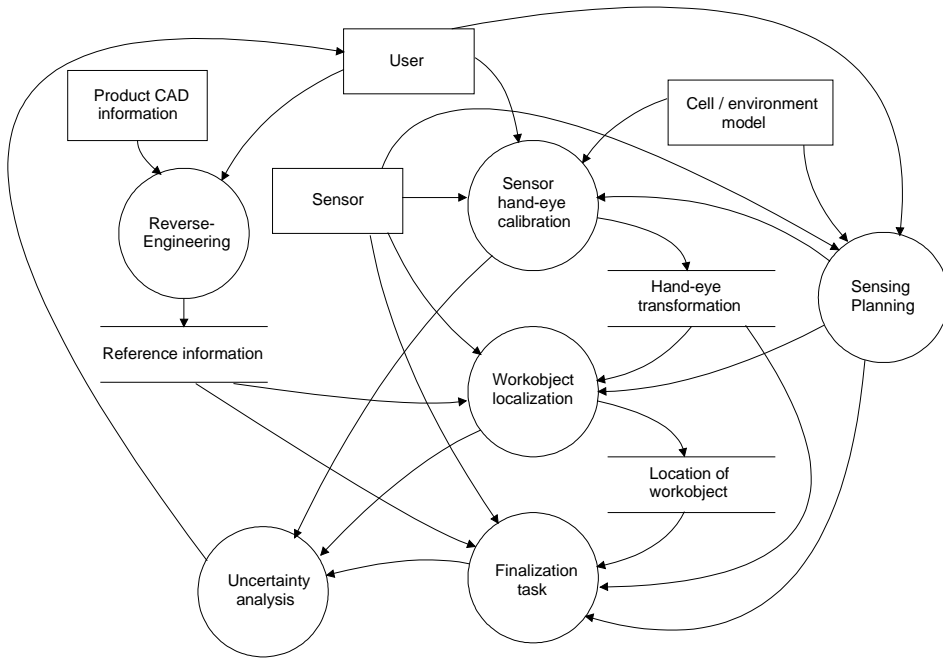 User
Product CAD
information
Cell / environment
model
Sensor
Sensor
hand-eye
calibration
Reverse-
Engineering
Hand-eye
transformation
Sensing
Planning
Reference information
Workobject
localization
Location of
workobject
Uncertainty
analysis
Finalization
task